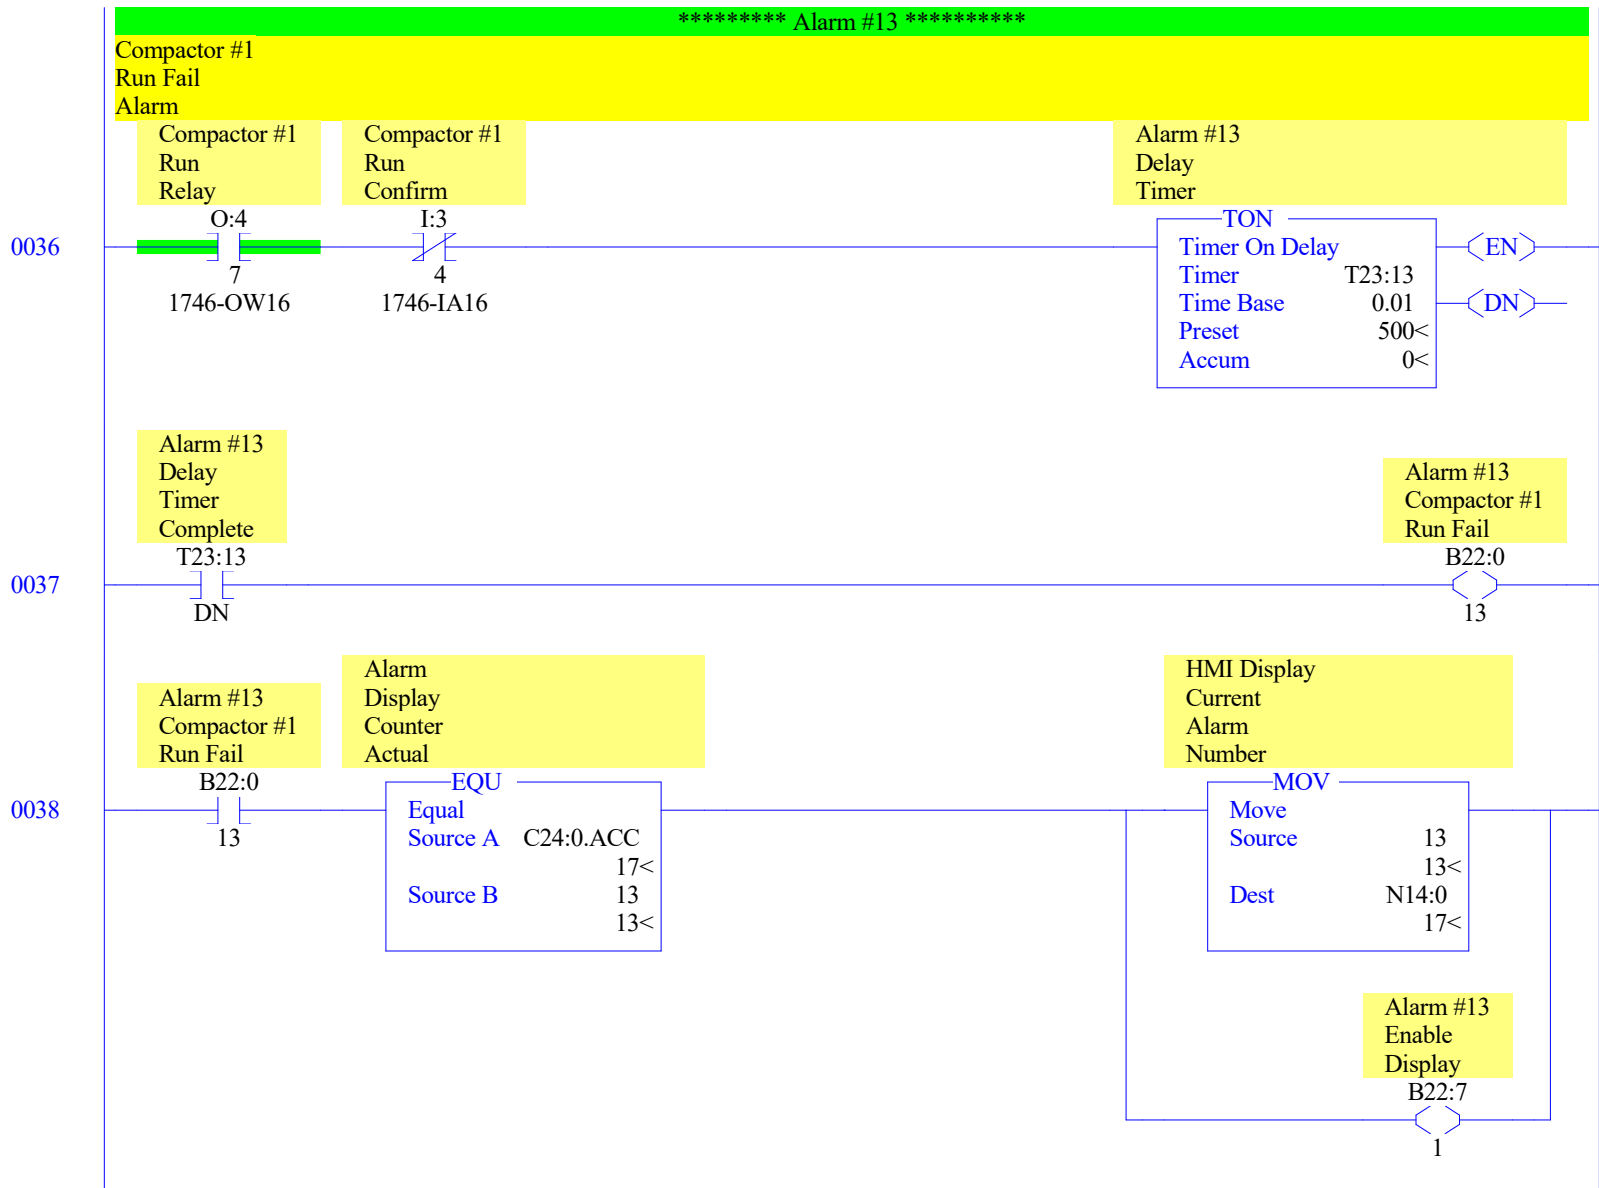 ********* Alarm #13 **********
Compactor #1
Run Fail
Alarm
Compactor #1
Run
Relay
Compactor #1
Run
Confirm
Alarm #13
Delay
Timer
0036
O:4
7
1746-OW16
I:3
4
1746-IA16
TON
Timer On Delay
Timer T23:13
Time Base 0.01
Preset 500<
Accum 0<
EN
DN
Alarm #13
Delay
Timer
Complete
Alarm #13
Compactor #1
Run Fail
0037
T23:13
DN
B22:0
13
Alarm #13
Compactor #1
Run Fail
Alarm
Display
Counter
Actual
HMI Display
Current
Alarm
Number
0038
B22:0
13
EQU
Equal
Source A C24:0.ACC
17<
Source B 13
13<
MOV
Move
Source 13
13<
Dest N14:0
17<
Alarm #13
Enable
Display
B22:7
1